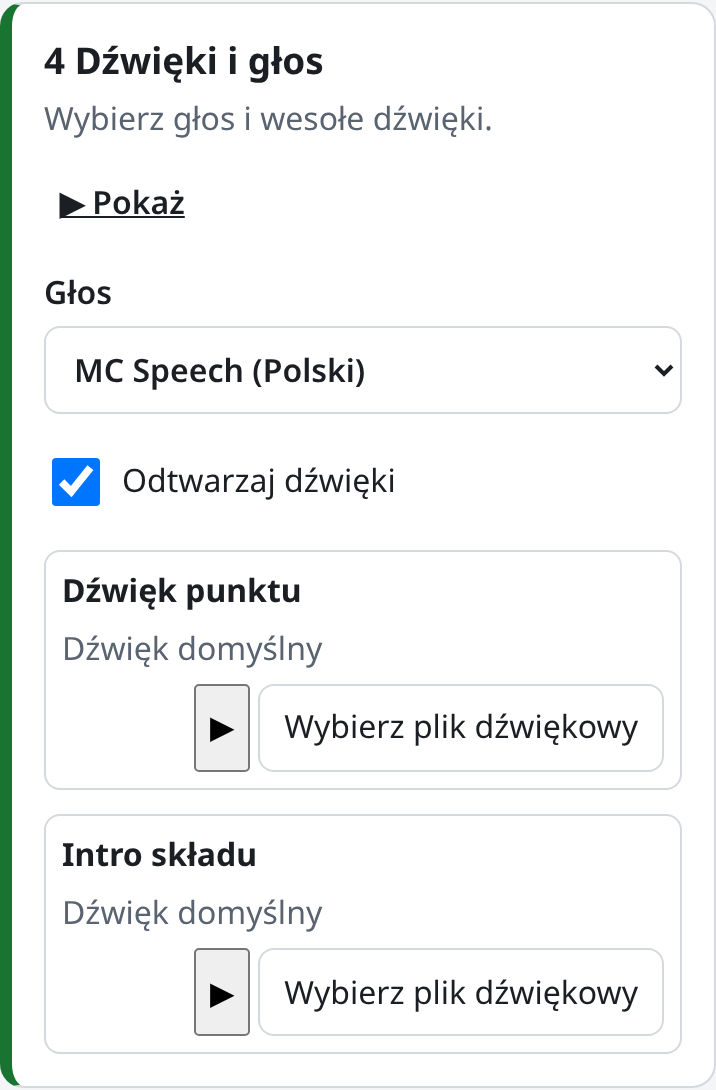 4 Dźwięki i głos
Wybierz głos i wesołe dźwięki.
▶ Pokaż
Głos
MC Speech (Polski)
Odtwarzaj dźwięki
Dźwięk punktu
Dźwięk domyślny
▶ Wybierz plik dźwiękowy
Intro składu
Dźwięk domyślny
▶ Wybierz plik dźwiękowy